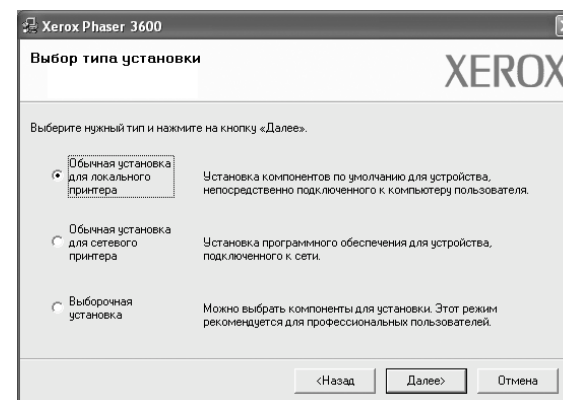 Xerox Phaser 3600
Выбор типа установки
XEROX
Выберите нужный тип и нажмите на кнопку «Далее».
Обычная установка
для локального
принтера
Установка компонентов по умолчанию для устройства,
непосредственно подключенного к компьютеру пользователя.
Обычная установка
для сетевого
принтера
Установка программного обеспечения для устройства,
подключенного к сети.
Выборочная
установка
Можно выбрать компоненты для установки. Этот режим
рекомендуется для профессиональных пользователей.
<Назад
Далее>
Отмена